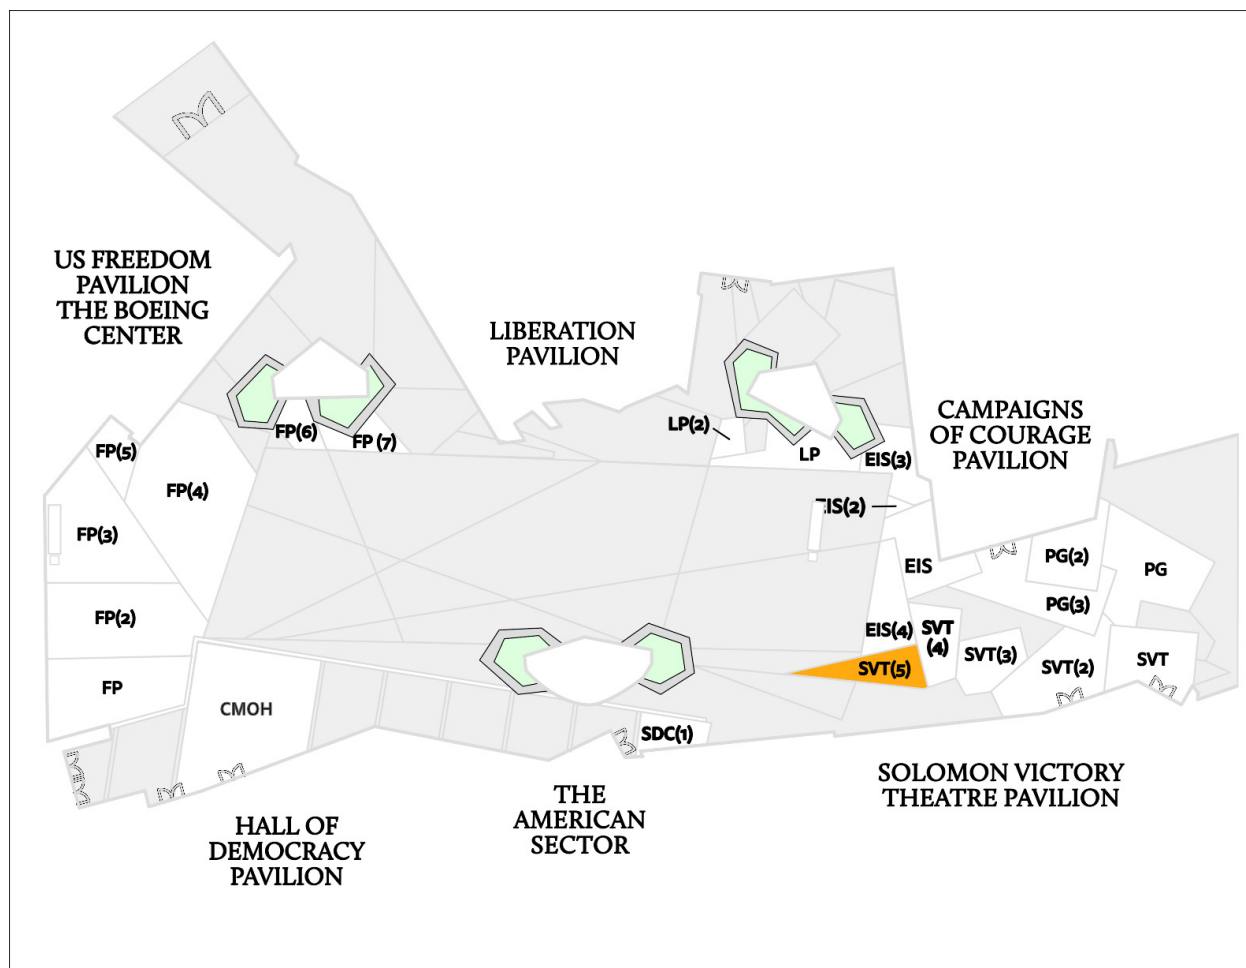 US FREEDOM
PAVILION
THE BOEING
CENTER
LIBERATION
PAVILION
CAMPAIGNS
OF COURAGE
PAVILION
LP(2)
FP(6)
FP (7)
FP(5)
LP
EIS(3)
FP(4)
EIS(2)
FP(3)
PG(2)
EIS
PG
PG(3)
FP(2)
EIS(4)
SVT
(4)
SVT(3)
SVT(5)
SVT(2)
SVT
FP
CMOH
SDC(1)
SOLOMON VICTORY
THEATRE PAVILION
THE
AMERICAN
SECTOR
HALL OF
DEMOCRACY
PAVILION